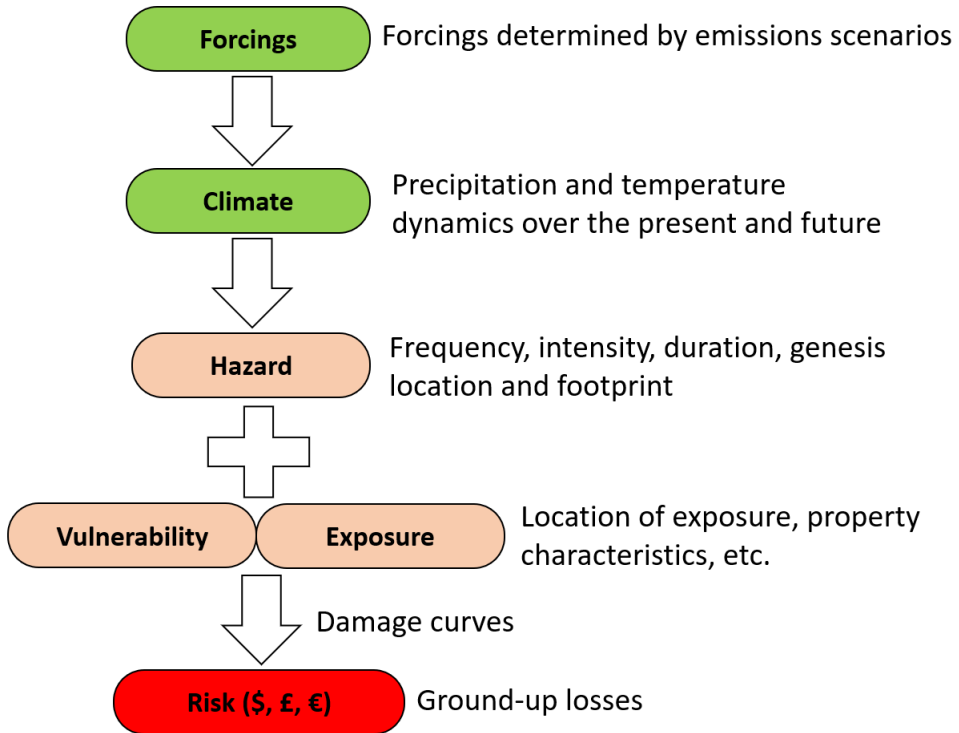 Forcings
Forcings determined by emissions scenarios
Climate
Precipitation and temperature
dynamics over the present and future
Hazard
Frequency, intensity, duration, genesis
location and footprint
Vulnerability
Exposure
Location of exposure, property
characteristics, etc.
Damage curves
Risk ($, £, €)
Ground-up losses